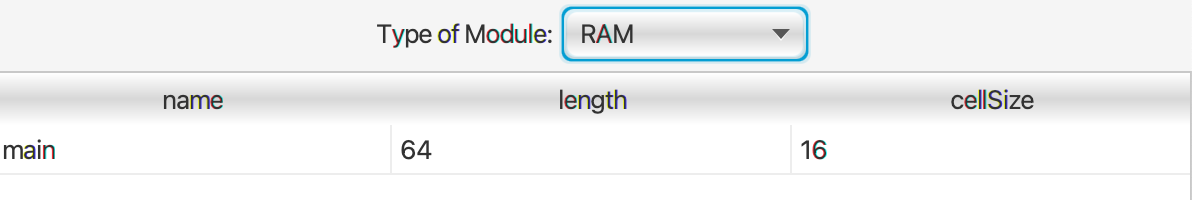 Type of Module: RAM
name length cellSize
main 64 16